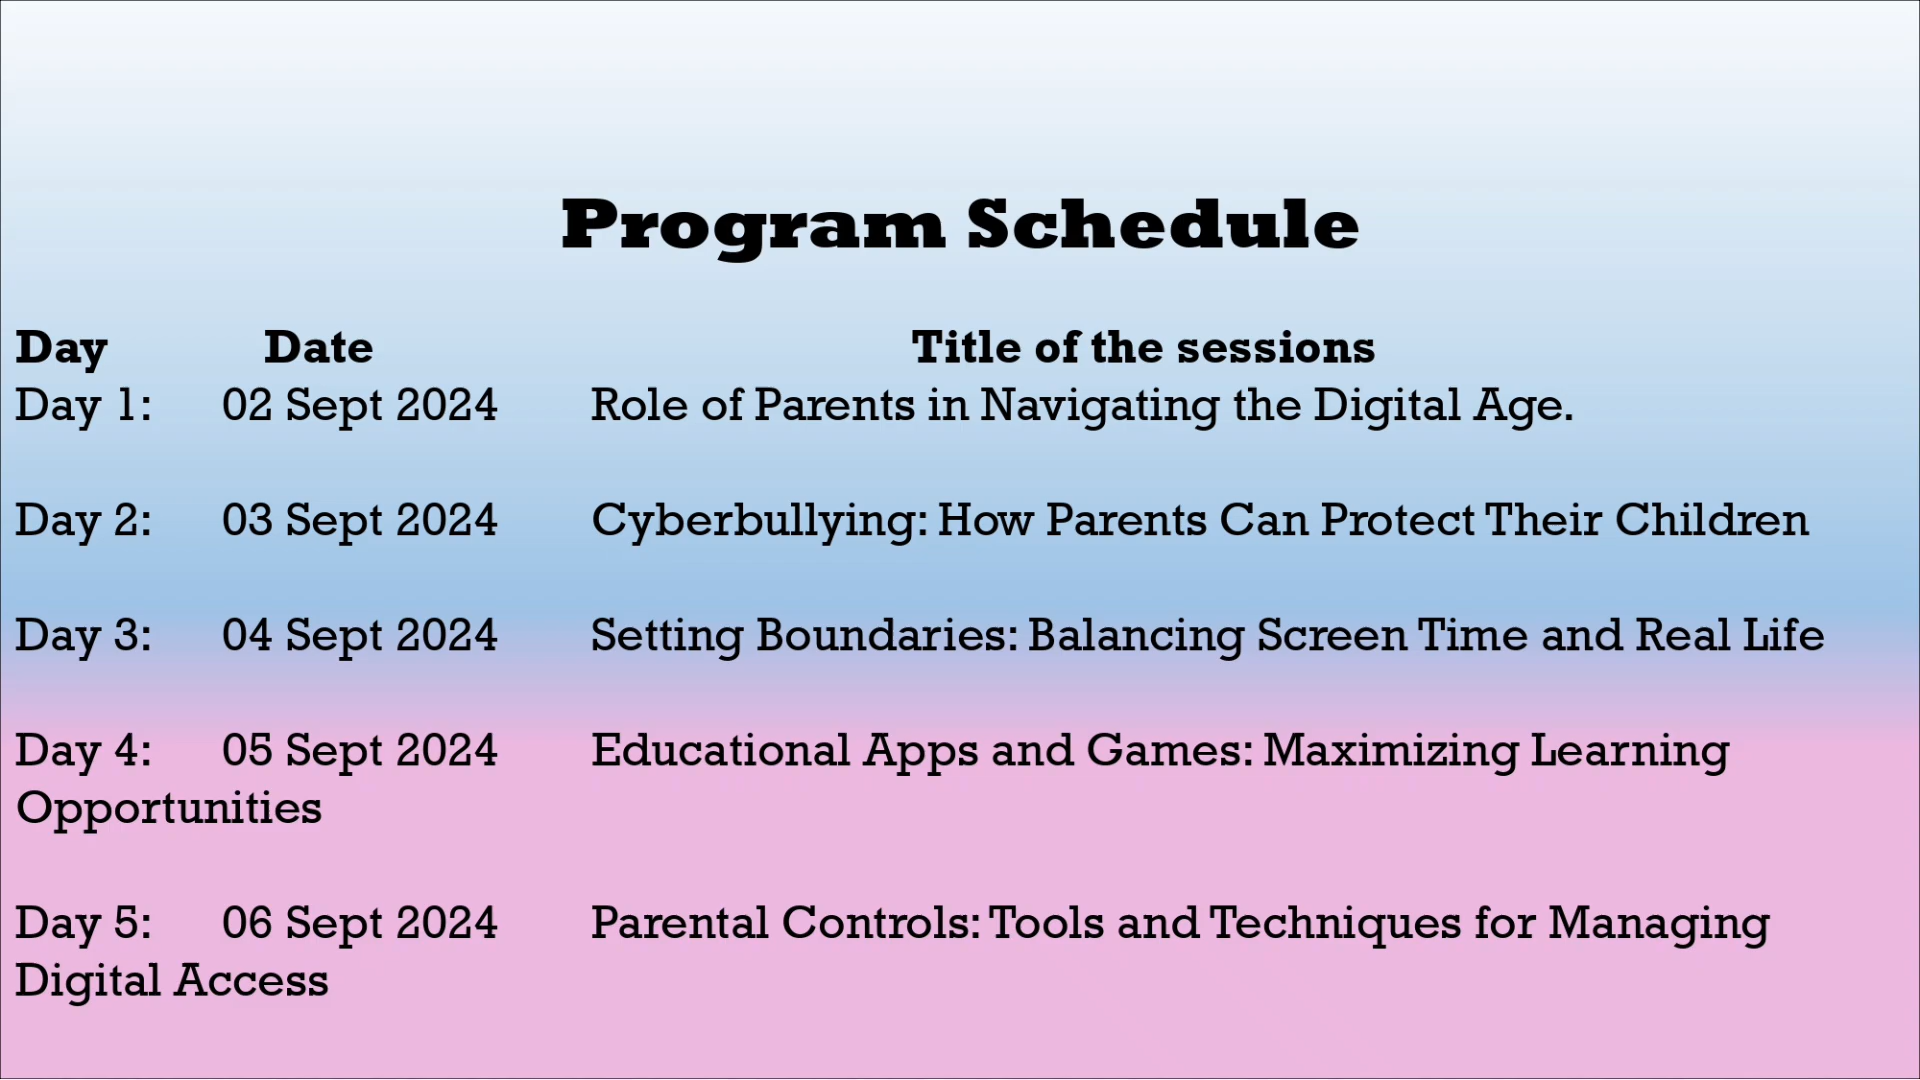 Program Schedule
Day Date Title of the sessions
Day 1: 02 Sept 2024 Role of Parents in Navigating the Digital Age.
Day 2: 03 Sept 2024 Cyberbullying: How Parents Can Protect Their Children
Day 3: 04 Sept 2024 Setting Boundaries: Balancing Screen Time and Real Life
Day 4: 05 Sept 2024 Educational Apps and Games: Maximizing Learning
Opportunities
Day 5: 06 Sept 2024 Parental Controls: Tools and Techniques for Managing
Digital Access